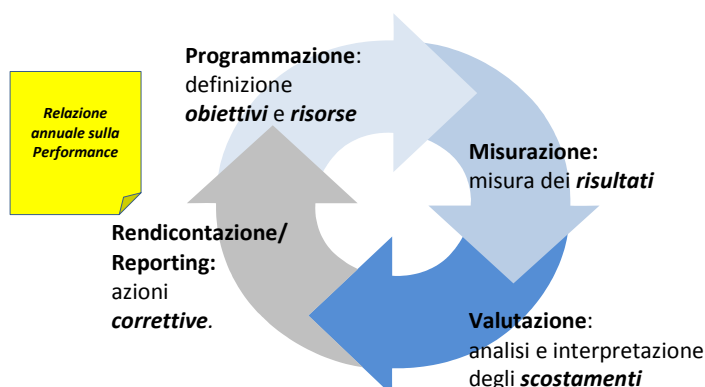 Programmazione:
definizione
obiettivi e risorse
Relazione
annuale sulla
Performance
Misurazione:
misura dei risultati
Rendicontazione/
Reporting:
azioni
correttive.
Valutazione:
analisi e interpretazione
degli scostamenti